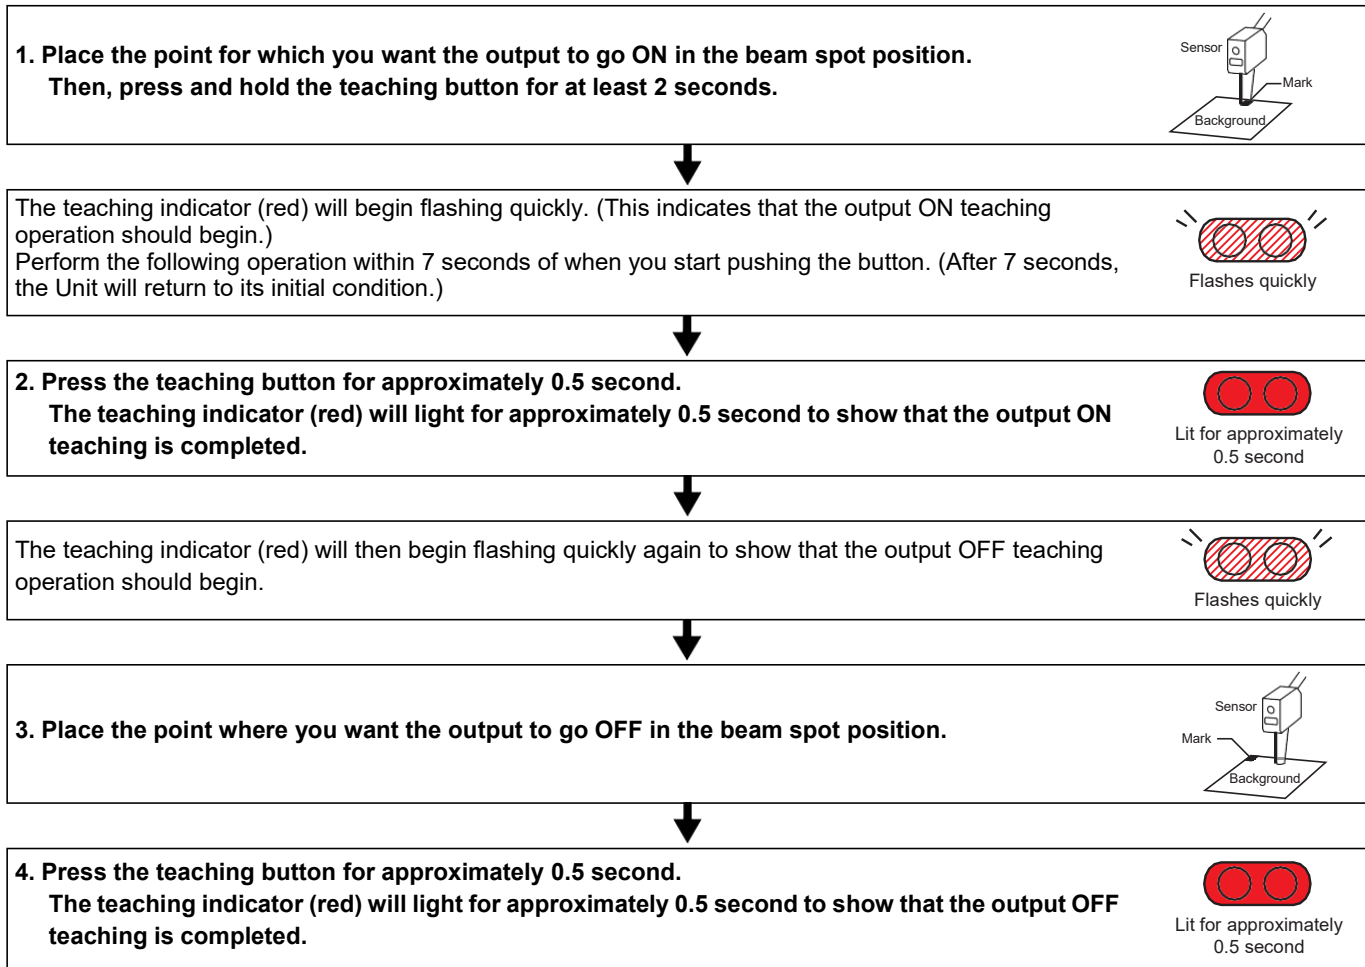 1. Place the point for which you want the output to go ON in the beam spot position.
Then, press and hold the teaching button for at least 2 seconds.
Sensor
Mark
Background
The teaching indicator (red) will begin flashing quickly. (This indicates that the output ON teaching
operation should begin.)
Perform the following operation within 7 seconds of when you start pushing the button. (After 7 seconds,
the Unit will return to its initial condition.)
Flashes quickly
2. Press the teaching button for approximately 0.5 second.
The teaching indicator (red) will light for approximately 0.5 second to show that the output ON
teaching is completed.
Lit for approximately
0.5 second
The teaching indicator (red) will then begin flashing quickly again to show that the output OFF teaching
operation should begin.
Flashes quickly
3. Place the point where you want the output to go OFF in the beam spot position.
Sensor
Mark
Background
4. Press the teaching button for approximately 0.5 second.
The teaching indicator (red) will light for approximately 0.5 second to show that the output OFF
teaching is completed.
Lit for approximately
0.5 second